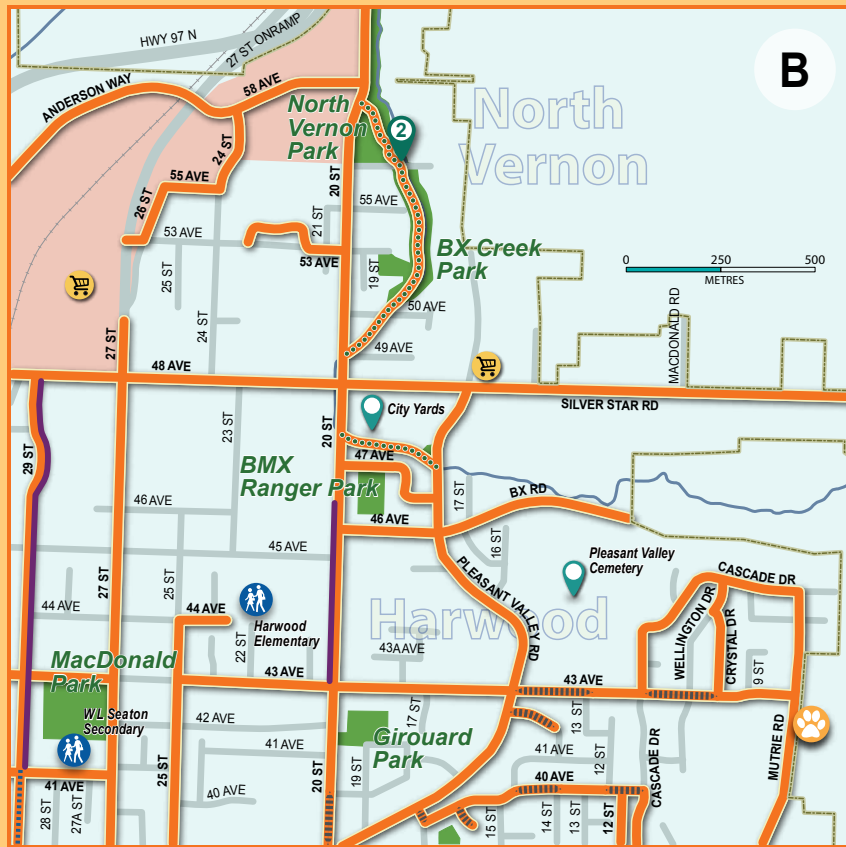 HWY 97 N
27 ST ONRAMP
B
ANDERSON WAY
58 AVE
North
Vernon
Park
North
Vernon
2
24 ST
55 AVE
26 ST
20 ST
55 AVE
21 ST
53 AVE
53 AVE
25 ST
19 ST
BX Creek
Park
0
250
500
METRES
50 AVE
24 ST
27 ST
49 AVE
MACDONALD RD
48 AVE
SILVER STAR RD
City Yards
23 ST
20 ST
29 ST
47 AVE
BMX
Ranger Park
17 ST
BX RD
46 AVE
46 AVE
16 ST
45 AVE
PLEASANT VALLEY RD
Pleasant Valley
Cemetery
27 ST
25 ST
CASCADE DR
44 AVE
44 AVE
Harwood
Elementary
22 ST
Harwood
WELLINGTON DR
CRYSTAL DR
43A AVE
9 ST
MacDonald
Park
43 AVE
43 AVE
WL Seaton
Secondary
42 AVE
17 ST
13 ST
Girouard
Park
41 AVE
41 AVE
12 ST
CASCADE DR
MUTRIE RD
25 ST
20 ST
19 ST
41 AVE
40 AVE
40 AVE
28 ST
27A ST
15 ST
14 ST
13 ST
12 ST